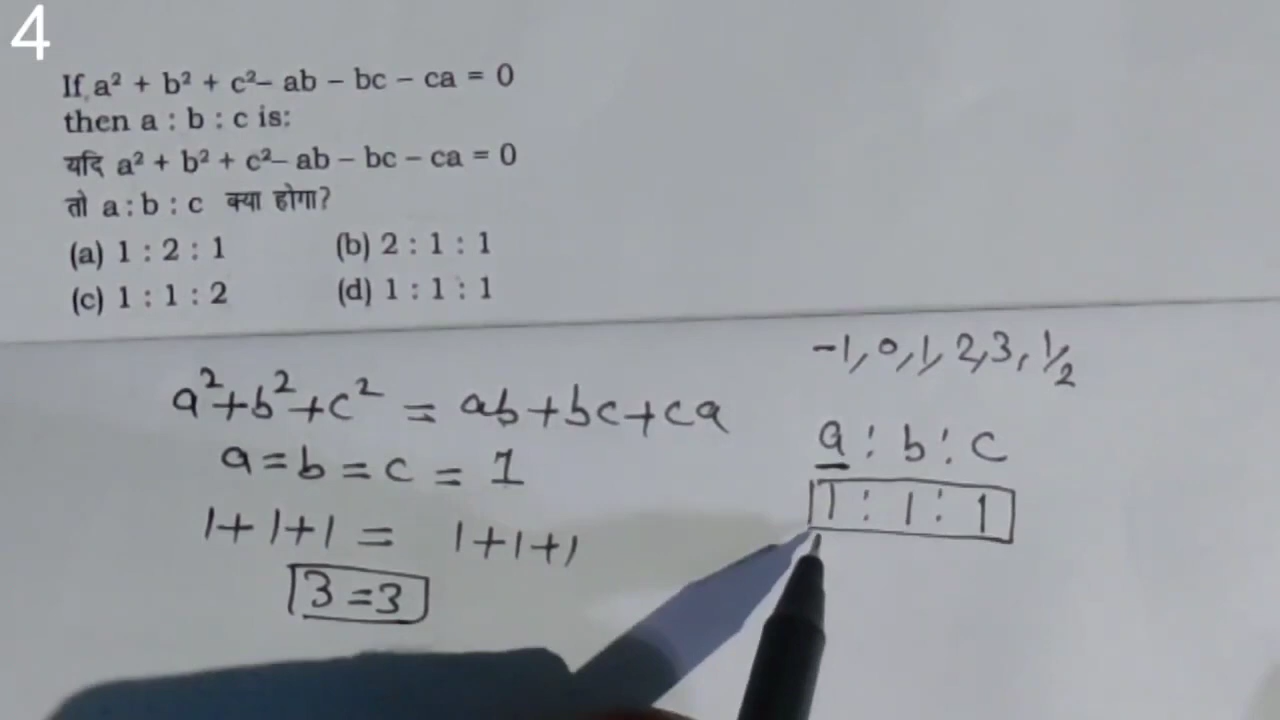 4
If a² + b² + c² – ab – bc – ca = 0
then a : b : c is:
यदि a² + b² + c² – ab – bc – ca = 0
तो a : b : c क्या होगा?
(a) 1 : 2 : 1 (b) 2 : 1 : 1
(c) 1 : 1 : 2 (d) 1 : 1 : 1
-1, 0, 1, 2, 3, 1/2
a²+b²+c² = ab+bc+ca
a : b : c
a = b = c = 1
1 : 1 : 1
1+1+1 = 1+1+1
3 = 3